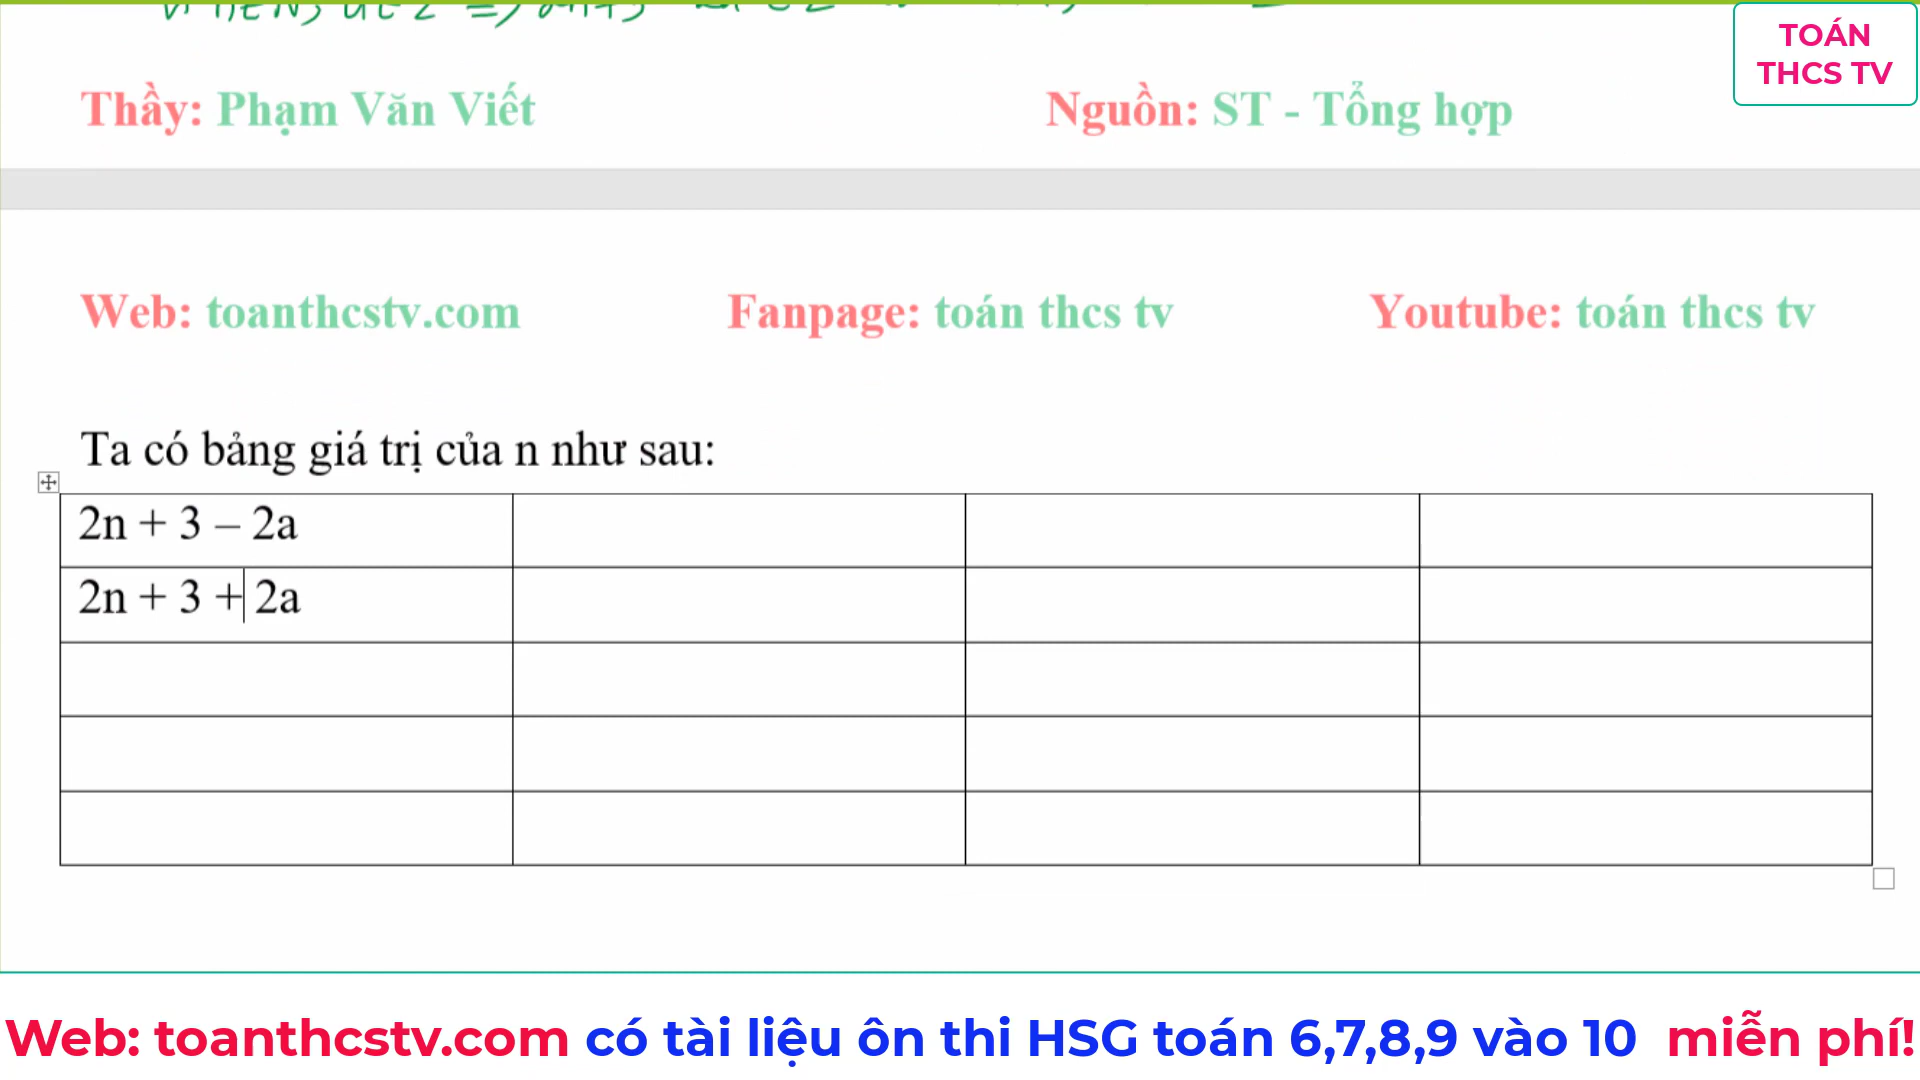 TOÁN
THCS TV
Thầy: Phạm Văn Viết
Nguồn: ST - Tổng hợp
Web: toanthcstv.com
Fanpage: toán thcs tv
Youtube: toán thcs tv
Ta có bảng giá trị của n như sau:
2n + 3 – 2a
2n + 3 + 2a
Web: toanthcstv.com có tài liệu ôn thi HSG toán 6,7,8,9 vào 10 miễn phí!